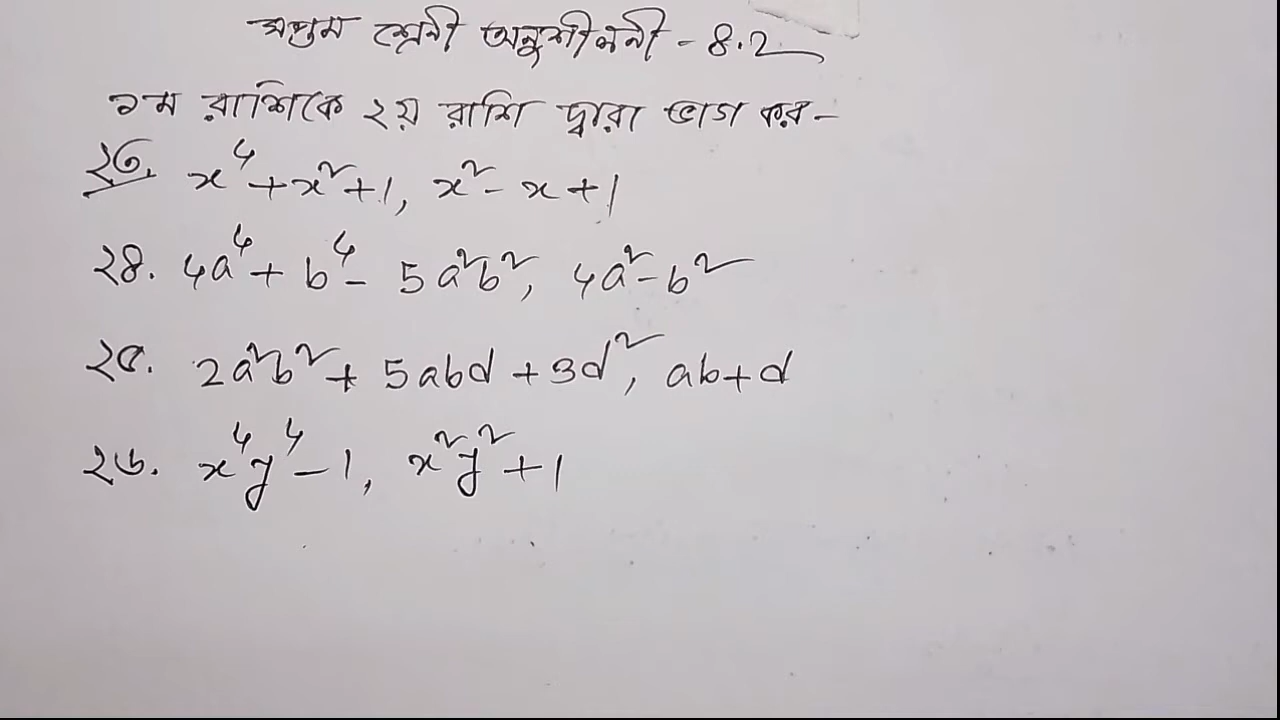 সপ্তম শ্রেনী অনুশীলনী - ৪.2
১ম রাশিকে ২য় রাশি দ্বারা ভাগ কর-
২৩. x⁴+x²+1, x²-x+1
২৪. 4a⁴+b⁴-5a²b², 4a²-b²
২৫. 2a²b²+5abd+3d², ab+d
২৬. x⁴y⁴-1, x²y²+1